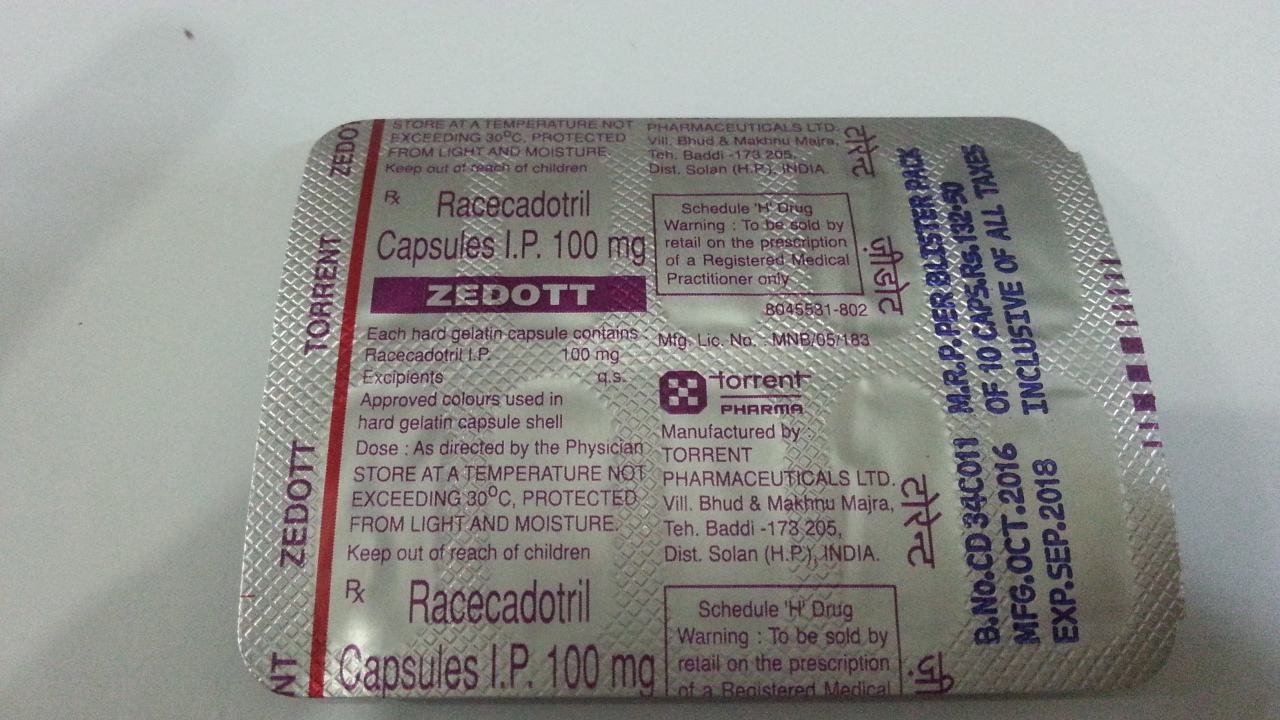 ZEDOT
TORRENT
ZEDOTT
NT
STORE AT A TEMPERATURE NOT
EXCEEDING 30°C, PROTECTED
FROM LIGHT AND MOISTURE.
Keep out of reach of children
Rx
Racecadotril
Capsules I.P. 100 mg
ZEDOTT
Each hard gelatin capsule contains
Racecadotril I.P. 100 mg
Excipients q.s.
Approved colours used in
hard gelatin capsule shell
Dose : As directed by the Physician
STORE AT A TEMPERATURE NOT
EXCEEDING 30°C, PROTECTED
FROM LIGHT AND MOISTURE.
Keep out of reach of children
Rx
Racecadotril
Capsules I.P. 100 mg
PHARMACEUTICALS LTD.
Vill. Bhud & Makhnu Majra,
Teh. Baddi -173 205,
Dist. Solan (H.P.), INDIA.
Schedule 'H' Drug
Warning : To be sold by
retail on the prescription
of a Registered Medical
Practitioner only
8045531-802
Mfg. Lic. No. : MNB/05/183
torrent
PHARMA
Manufactured by :
TORRENT
PHARMACEUTICALS LTD.
Vill. Bhud & Makhnu Majra,
Teh. Baddi -173 205,
Dist. Solan (H.P.), INDIA.
Schedule 'H' Drug
Warning : To be sold by
retail on the prescription
of a Registered Medical
टोरेन्ट
ज़ीडोट
टोरेन्ट
ज़ी
B.No.CD34C011 M.R.P.PER BLISTER PACK
MFG.OCT.2016 OF 10 CAPS.Rs.132-50
EXP.SEP.2018 INCLUSIVE OF ALL TAXES